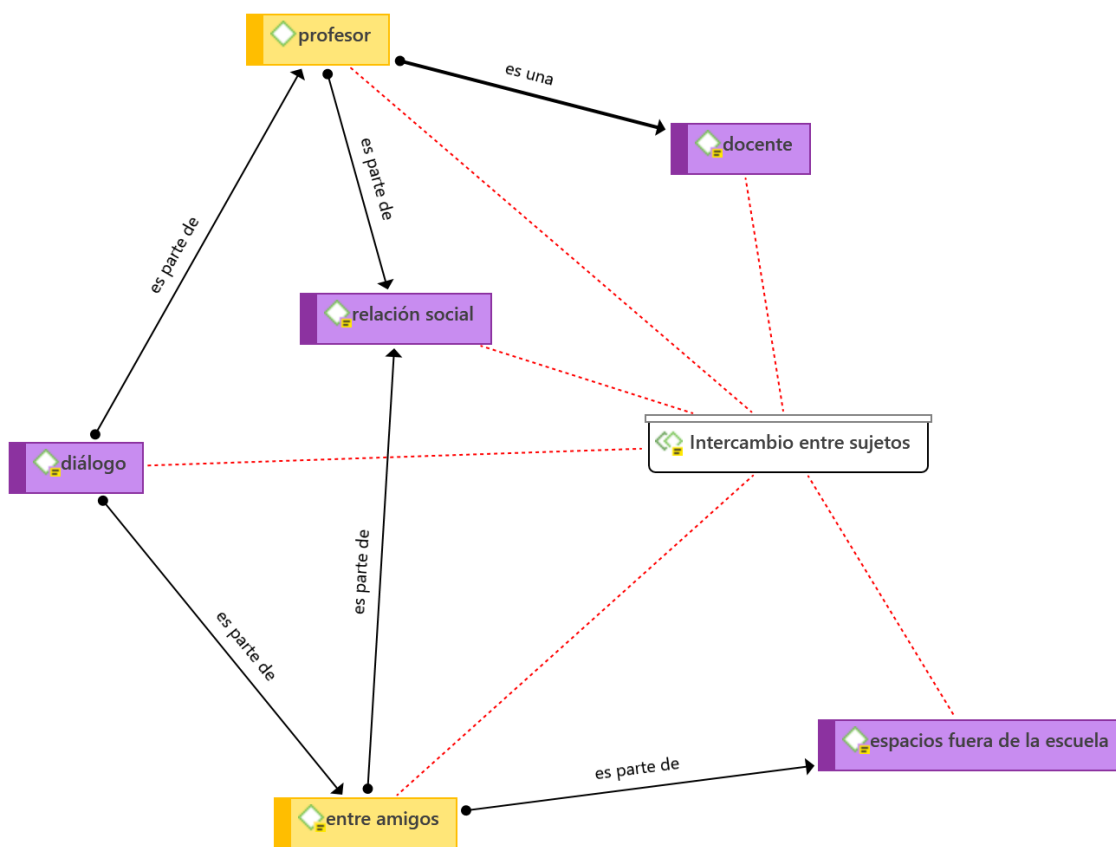 profesor
es una
docente
es parte de
es parte de
relación social
Intercambio entre sujetos
diálogo
es parte de
es parte de
espacios fuera de la escuela
es parte de
entre amigos